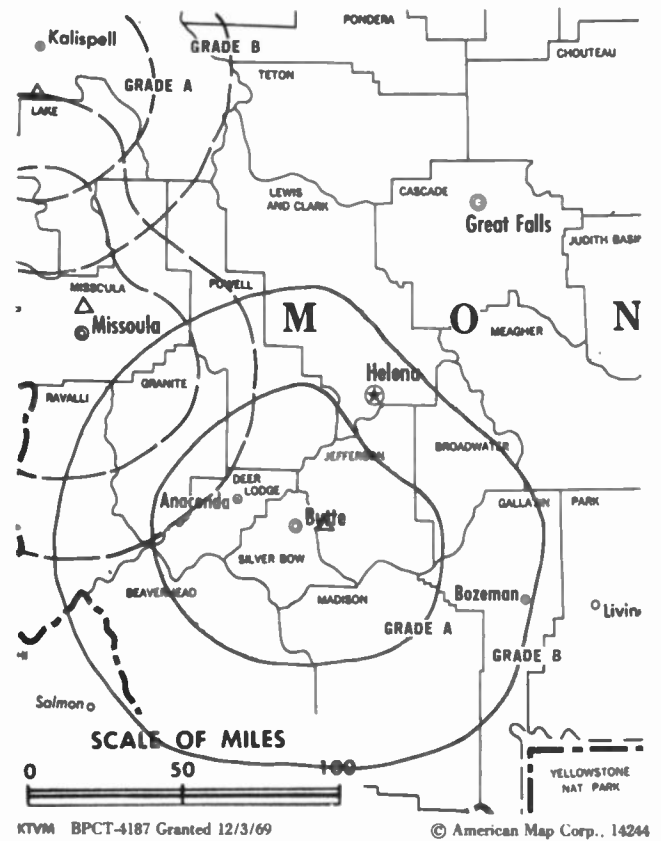 PONDERA
Kalispell
GRADE B
CHOUTEAU
TETON
GRADE A
LAKE
LEWIS
AND CLARK
CASCADE
Great Falls
JUDITH BASIN
POWELL
MISSCULA
M O N
Missoula
MEAGHER
Helena
GRANITE
RAVALLI
BROADWATER
JEFFERSON
DEER
LODGE
Anaconda
GALLATIN
PARK
Butte
SILVER BOW
BEAVERHEAD
MADISON
Bozeman
Livin
GRADE A
GRADE B
Salmon
SCALE OF MILES
0 50 100
YELLOWSTONE
NAT PARK
KTVM BPCT-4187 Granted 12/3/69
© American Map Corp., 14244